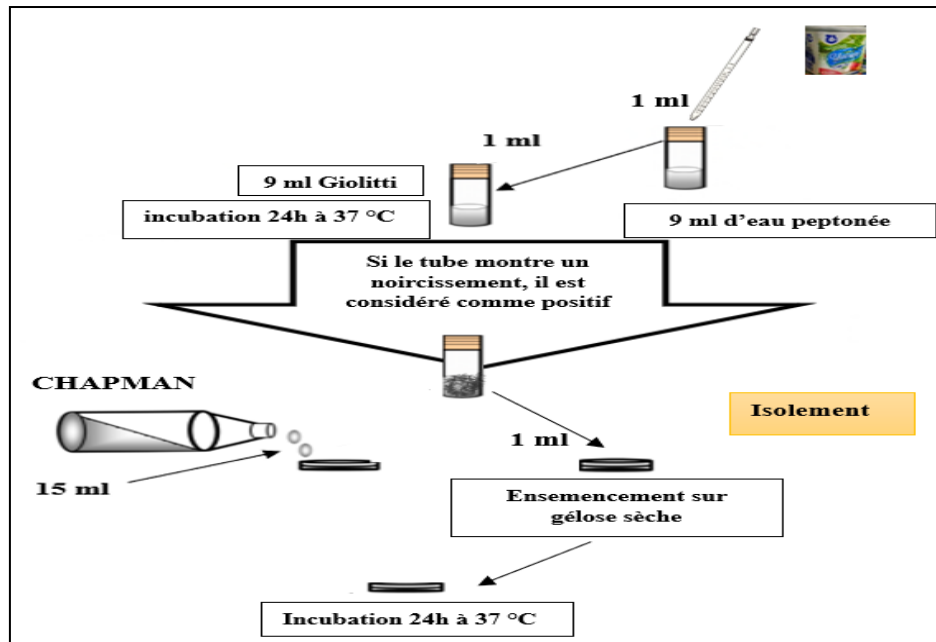 1 ml
1 ml
9 ml Giolitti
incubation 24h à 37 °C
9 ml d'eau peptonée
Si le tube montre un
noircissement, il est
considéré comme positif
CHAPMAN
Isolement
1 ml
15 ml
Ensemencement sur
gélose sèche
Incubation 24h à 37 °C